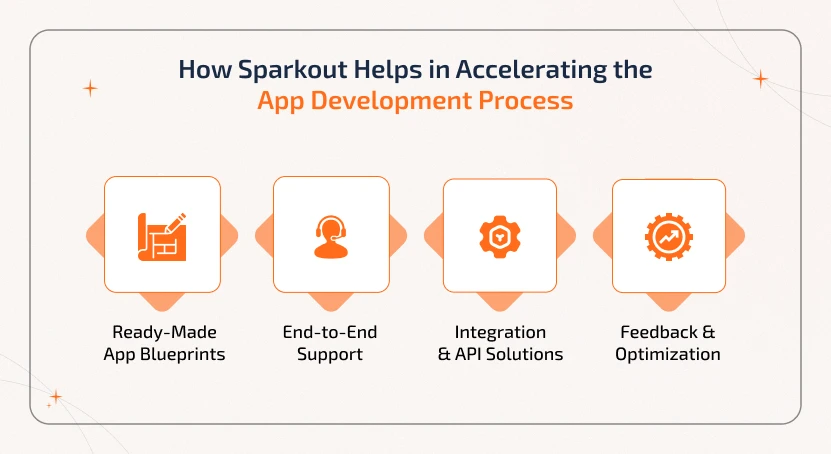 How Sparkout Helps in Accelerating the
App Development Process
Ready-Made
App Blueprints
End-to-End
Support
Integration
& API Solutions
Feedback &
Optimization